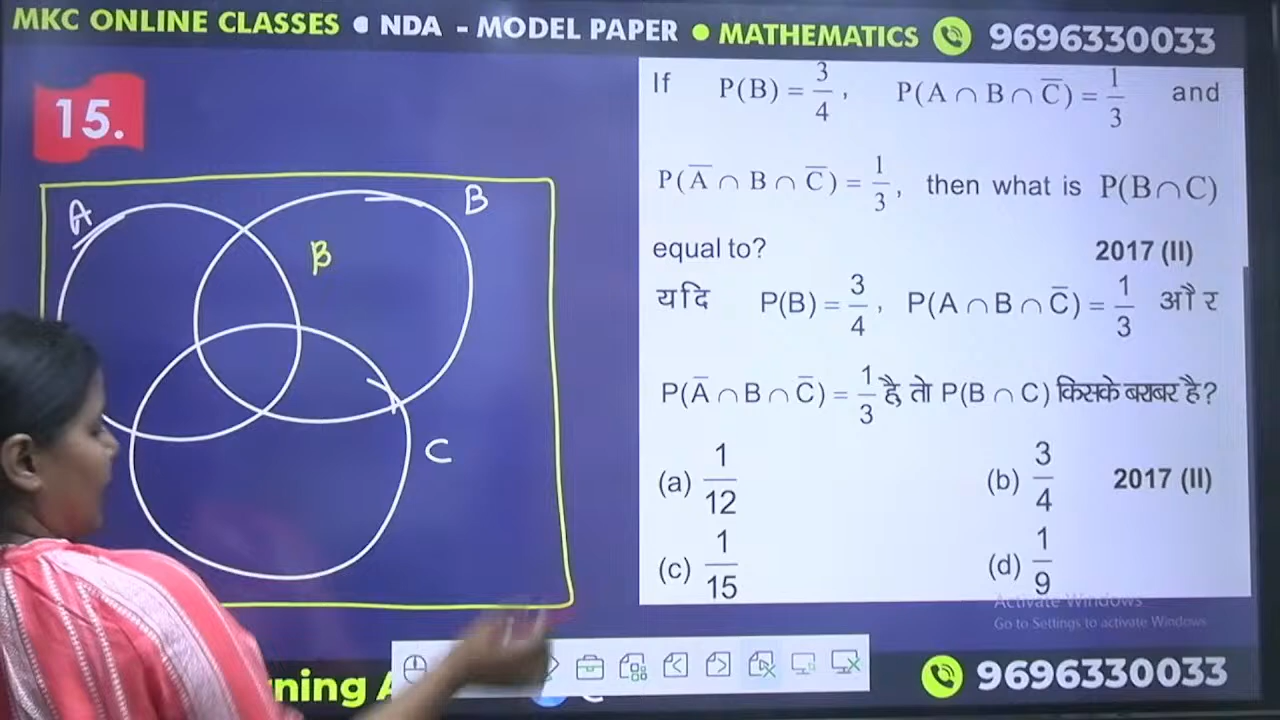 MKC ONLINE CLASSES ● NDA - MODEL PAPER ● MATHEMATICS 9696330033
15.
A
B
B
C
If P(B) = 3/4, P(A ∩ B ∩ C̅) = 1/3 and
P(A̅ ∩ B ∩ C̅) = 1/3, then what is P(B∩C)
equal to? 2017 (II)
यदि P(B) = 3/4, P(A ∩ B ∩ C̅) = 1/3 और
P(A̅ ∩ B ∩ C̅) = 1/3 है, तो P(B ∩ C) किसके बराबर है?
(a) 1/12 (b) 3/4 2017 (II)
(c) 1/15 (d) 1/9
Activate Windows
Go to Settings to activate Windows.
9696330033